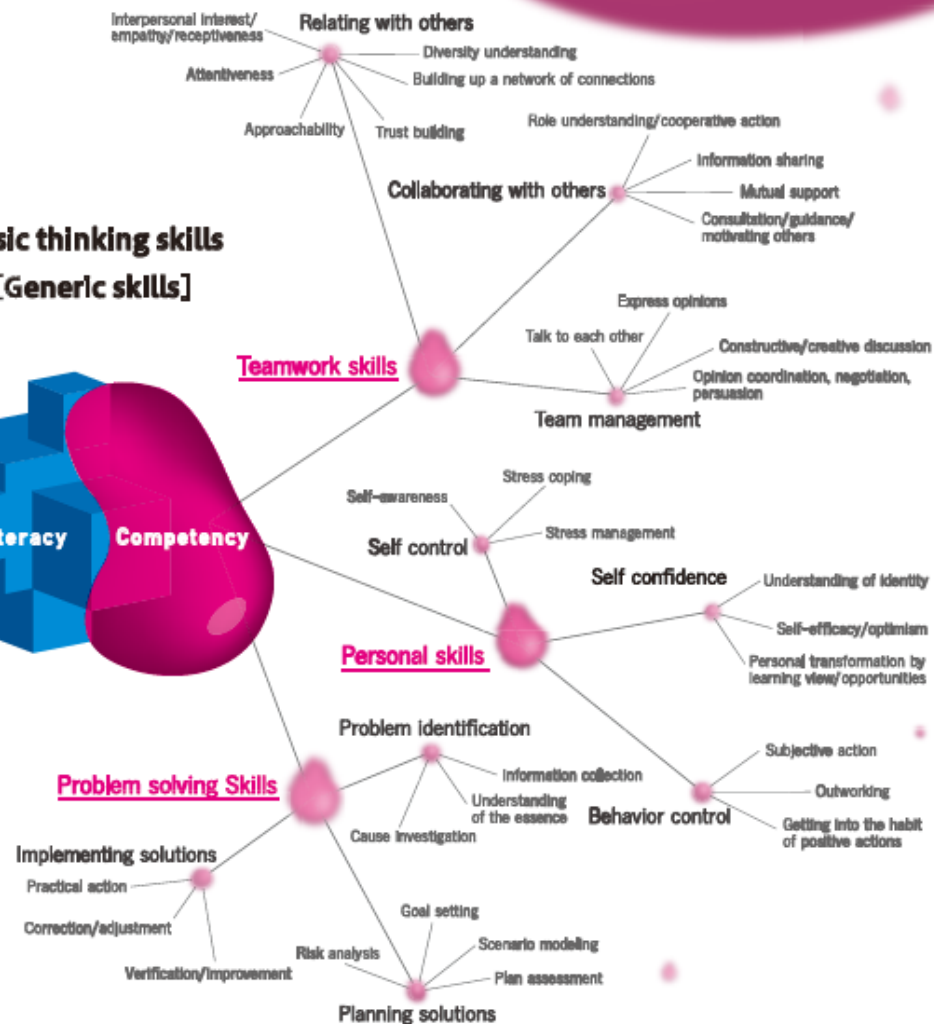 Interpersonal interest/
empathy/receptiveness
Relating with others
Diversity understanding
Attentiveness
Building up a network of connections
Approachability
Trust building
Role understanding/cooperative action
Information sharing
Collaborating with others
Mutual support
Consultation/guidance/
motivating others
sic thinking skills
[Generic skills]
Express opinions
Talk to each other
Constructive/creative discussion
Teamwork skills
Opinion coordination, negotiation,
persuasion
Team management
Stress coping
Self-awareness
Stress management
Self control
teracy
Competency
Self confidence
Understanding of identity
Self-efficacy/optimism
Personal skills
Personal transformation by
learning view/opportunities
Problem identification
Subjective action
Information collection
Problem solving Skills
Outworking
Understanding
of the essence
Behavior control
Getting into the habit
of positive actions
Cause investigation
Implementing solutions
Practical action
Goal setting
Correction/adjustment
Scenario modeling
Risk analysis
Verification/improvement
Plan assessment
Planning solutions